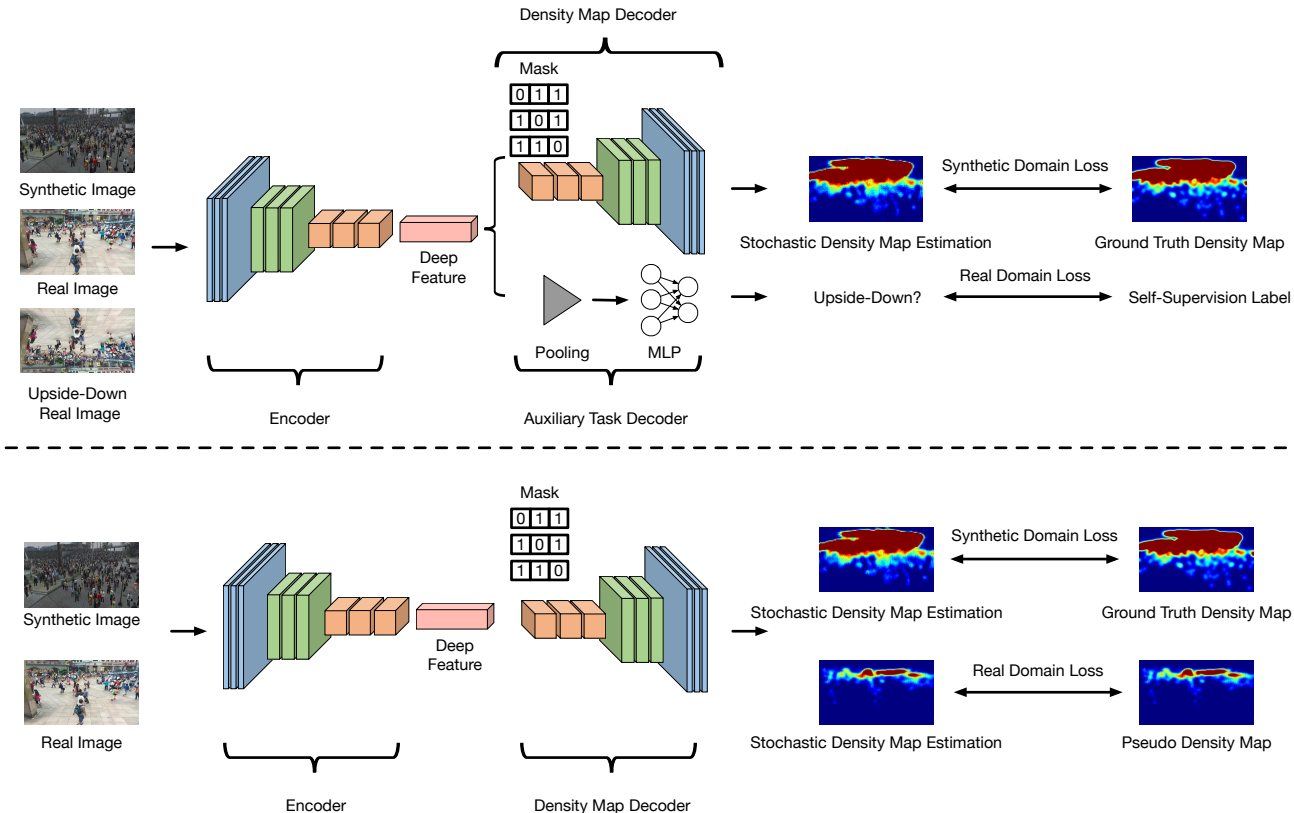 Density Map Decoder
Mask
0 1 1
1 0 1
1 1 0
Synthetic Image
Real Image
Upside-Down
Real Image
Deep
Feature
Encoder
Pooling
MLP
Auxiliary Task Decoder
Synthetic Domain Loss
Stochastic Density Map Estimation
Ground Truth Density Map
Real Domain Loss
Upside-Down?
Self-Supervision Label
Mask
0 1 1
1 0 1
1 1 0
Synthetic Image
Real Image
Deep
Feature
Encoder
Density Map Decoder
Synthetic Domain Loss
Stochastic Density Map Estimation
Ground Truth Density Map
Real Domain Loss
Stochastic Density Map Estimation
Pseudo Density Map